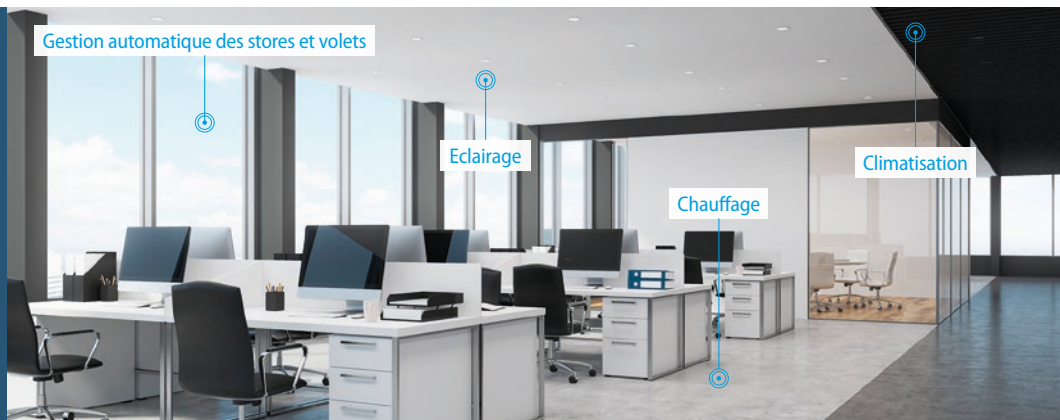 Gestion automatique des stores et volets
Eclairage
Climatisation
Chauffage